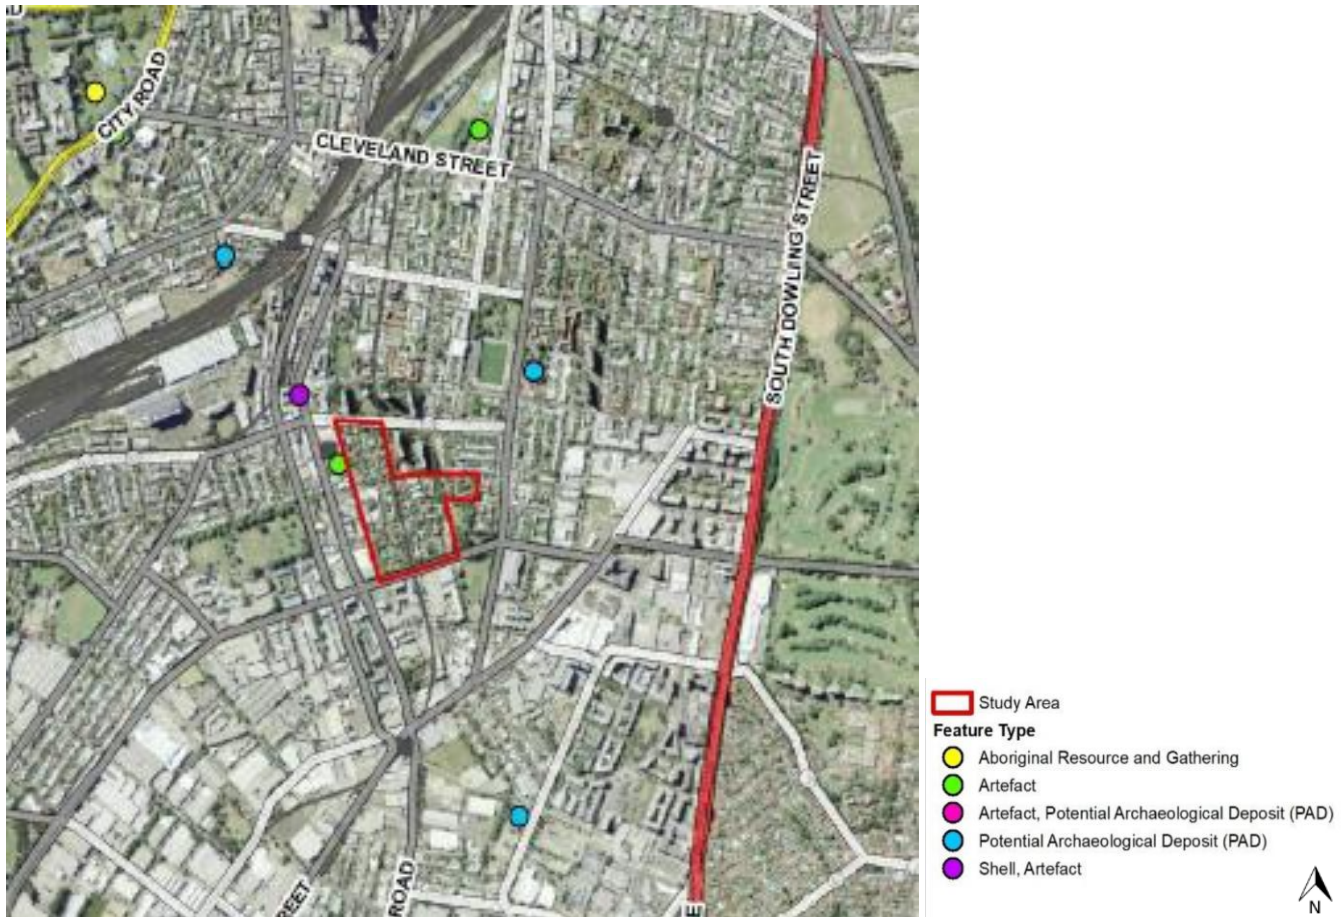 CITY ROAD
CLEVELAND STREET
SOUTH DOWLING STREET
REET
ROAD
E
Study Area
Feature Type
Aboriginal Resource and Gathering
Artefact
Artefact, Potential Archaeological Deposit (PAD)
Potential Archaeological Deposit (PAD)
Shell, Artefact
N